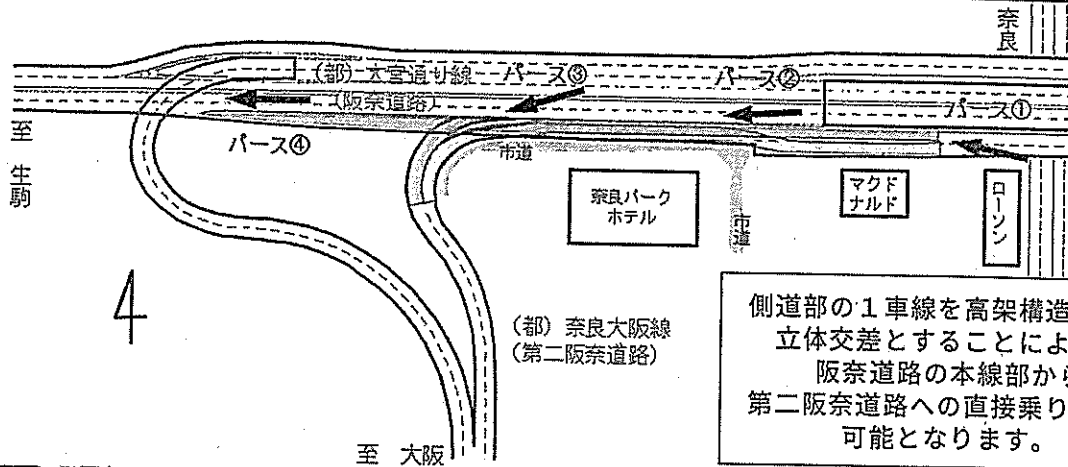 奈良
(都)大宮通り線
パース③
パース②
(阪奈道路)
パース①
至 生駒
パース④
市道
奈良パーク
ホテル
市道
マクド
ナルド
ローソン
(都)奈良大阪線
(第二阪奈道路)
至 大阪
側道部の1車線を高架構造
立体交差とすることによ
阪奈道路の本線部から
第二阪奈道路への直接乗り
可能となります。